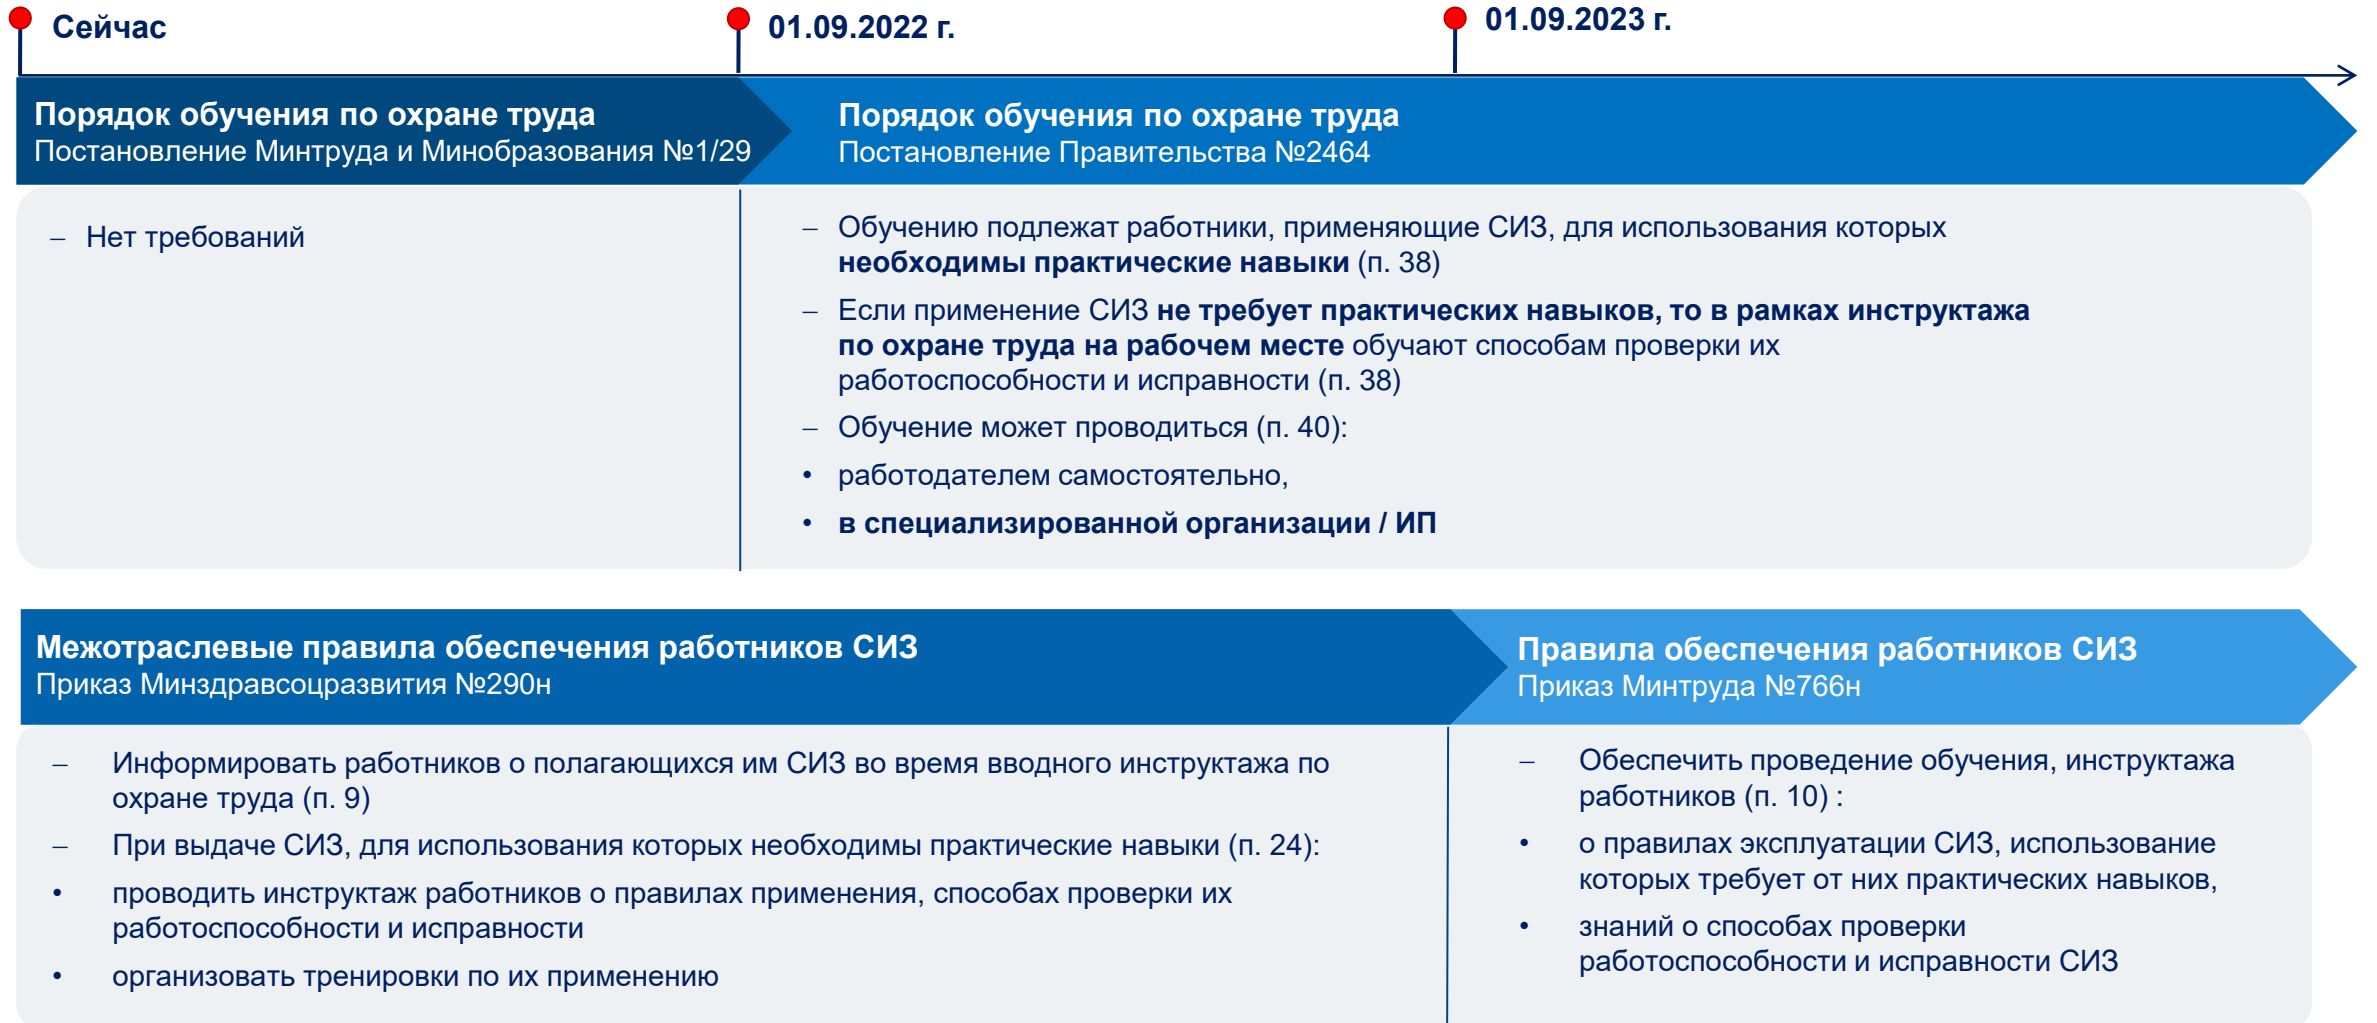 Сейчас
01.09.2022 г.
01.09.2023 г.
Порядок обучения по охране труда
Постановление Минтруда и Минобразования №1/29
Порядок обучения по охране труда
Постановление Правительства №2464
– Нет требований
– Обучению подлежат работники, применяющие СИЗ, для использования которых
необходимы практические навыки (п. 38)
– Если применение СИЗ не требует практических навыков, то в рамках инструктажа
по охране труда на рабочем месте обучают способам проверки их
работоспособности и исправности (п. 38)
– Обучение может проводиться (п. 40):
• работодателем самостоятельно,
• в специализированной организации / ИП
Межотраслевые правила обеспечения работников СИЗ
Приказ Минздравсоцразвития №290н
Правила обеспечения работников СИЗ
Приказ Минтруда №766н
– Информировать работников о полагающихся им СИЗ во время вводного инструктажа по
охране труда (п. 9)
– При выдаче СИЗ, для использования которых необходимы практические навыки (п. 24):
• проводить инструктаж работников о правилах применения, способах проверки их
работоспособности и исправности
• организовать тренировки по их применению
– Обеспечить проведение обучения, инструктажа
работников (п. 10) :
• о правилах эксплуатации СИЗ, использование
которых требует от них практических навыков,
• знаний о способах проверки
работоспособности и исправности СИЗ